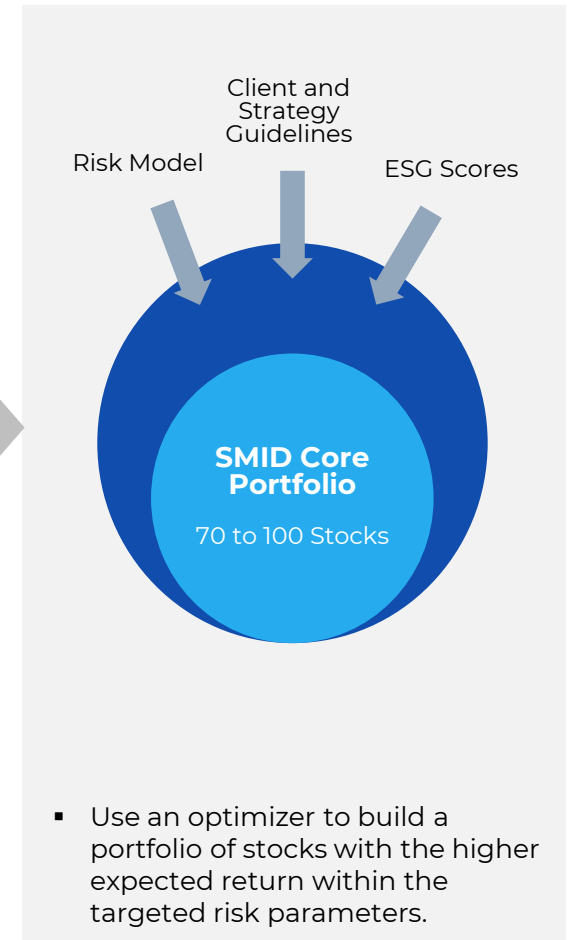 Client and
Strategy
Guidelines
Risk Model
ESG Scores
SMID Core
Portfolio
70 to 100 Stocks
▪ Use an optimizer to build a
portfolio of stocks with the higher
expected return within the
targeted risk parameters.